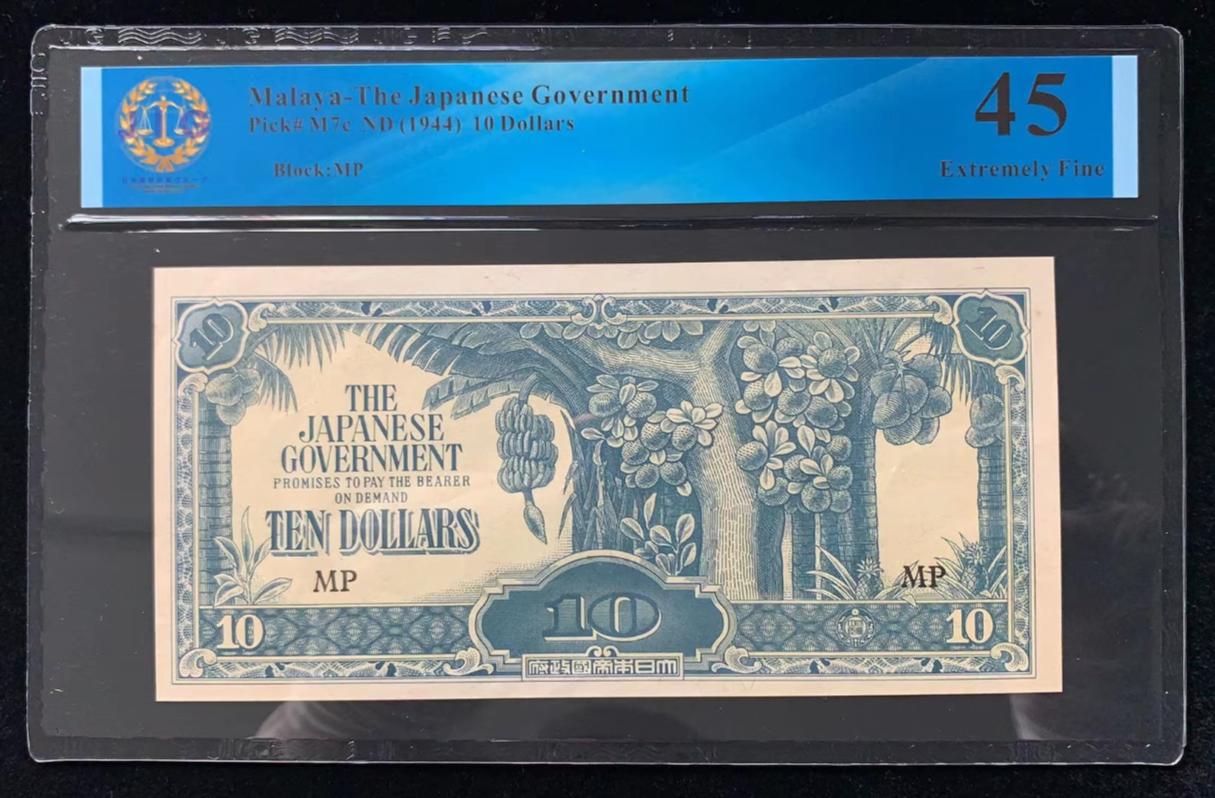 Malaya-The Japanese Government
Pick# M7c ND (1944) 10 Dollars
Block:MP
45
Extremely Fine
10
10
THE
JAPANESE
GOVERNMENT
PROMISES TO PAY THE BEARER
ON DEMAND
TEN DOLLARS
MP
MP
10
10
10
府政國帝本日大